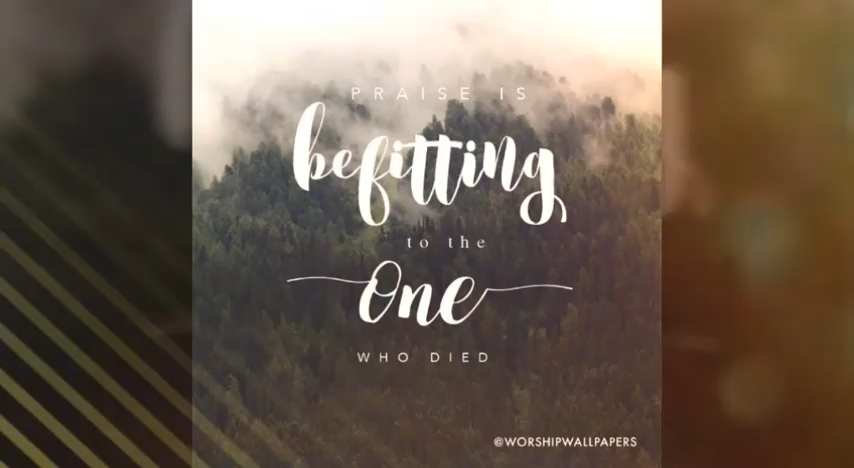 PRAISE IS
befitting
to the
One
WHO DIED
@WORSHIPWALLPAPERS